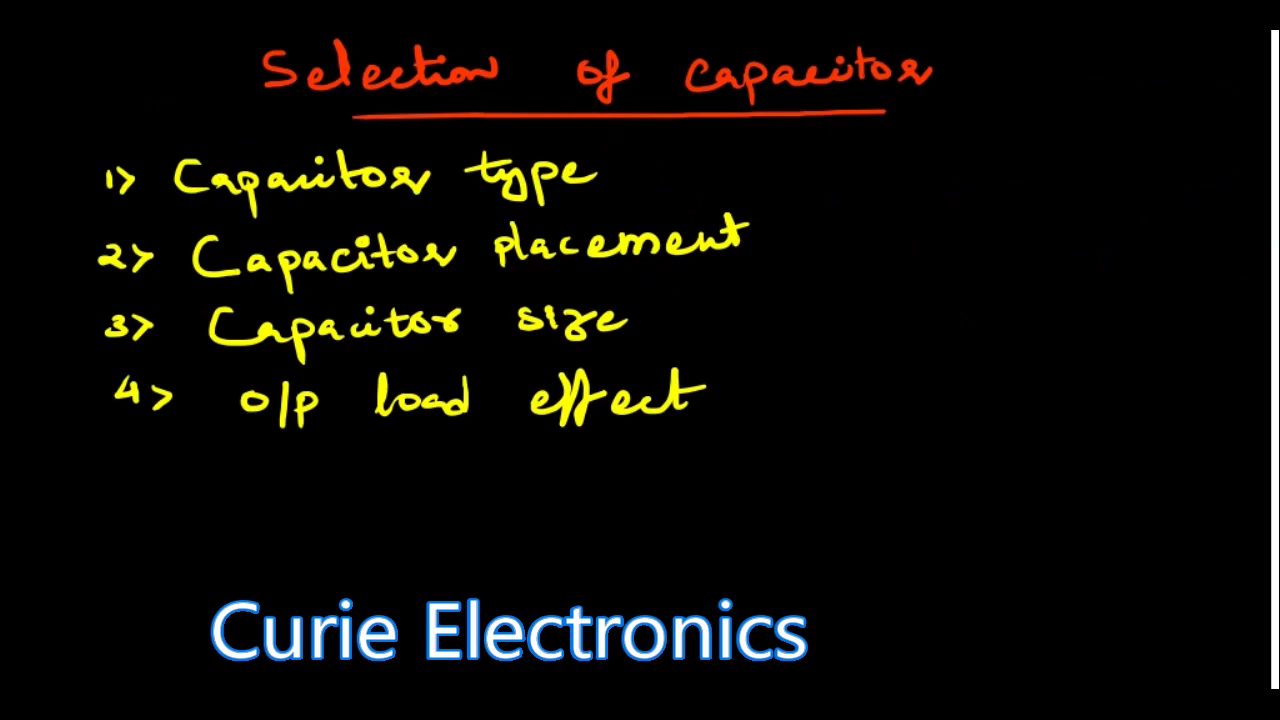 Selection of capacitor
1> Capacitor type
2> Capacitor placement
3> Capacitor size
4> o/p load effect
Curie Electronics